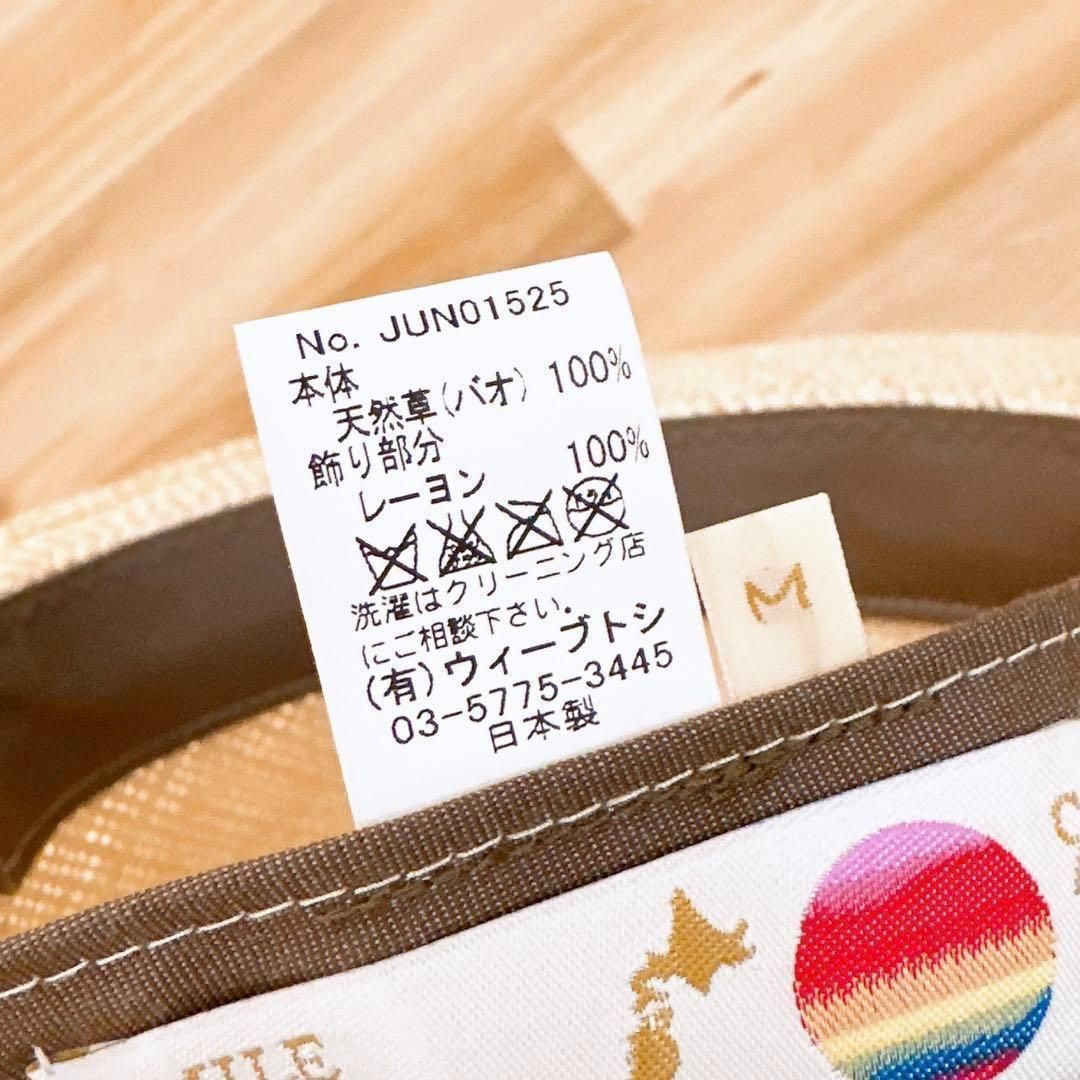 No. JUN01525
本体
天然草(バオ) 100%
飾り部分
レーヨン 100%
洗濯はクリーニング店
にご相談下さい.
(有)ウィーブトシ
03-5775-3445
日本製
M